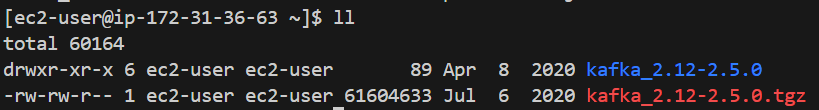 [ec2-user@ip-172-31-36-63 ~]$ ll
total 60164
drwxr-xr-x 6 ec2-user ec2-user       89 Apr  8  2020 kafka_2.12-2.5.0
-rw-rw-r-- 1 ec2-user ec2-user 61604633 Jul  6  2020 kafka_2.12-2.5.0.tgz